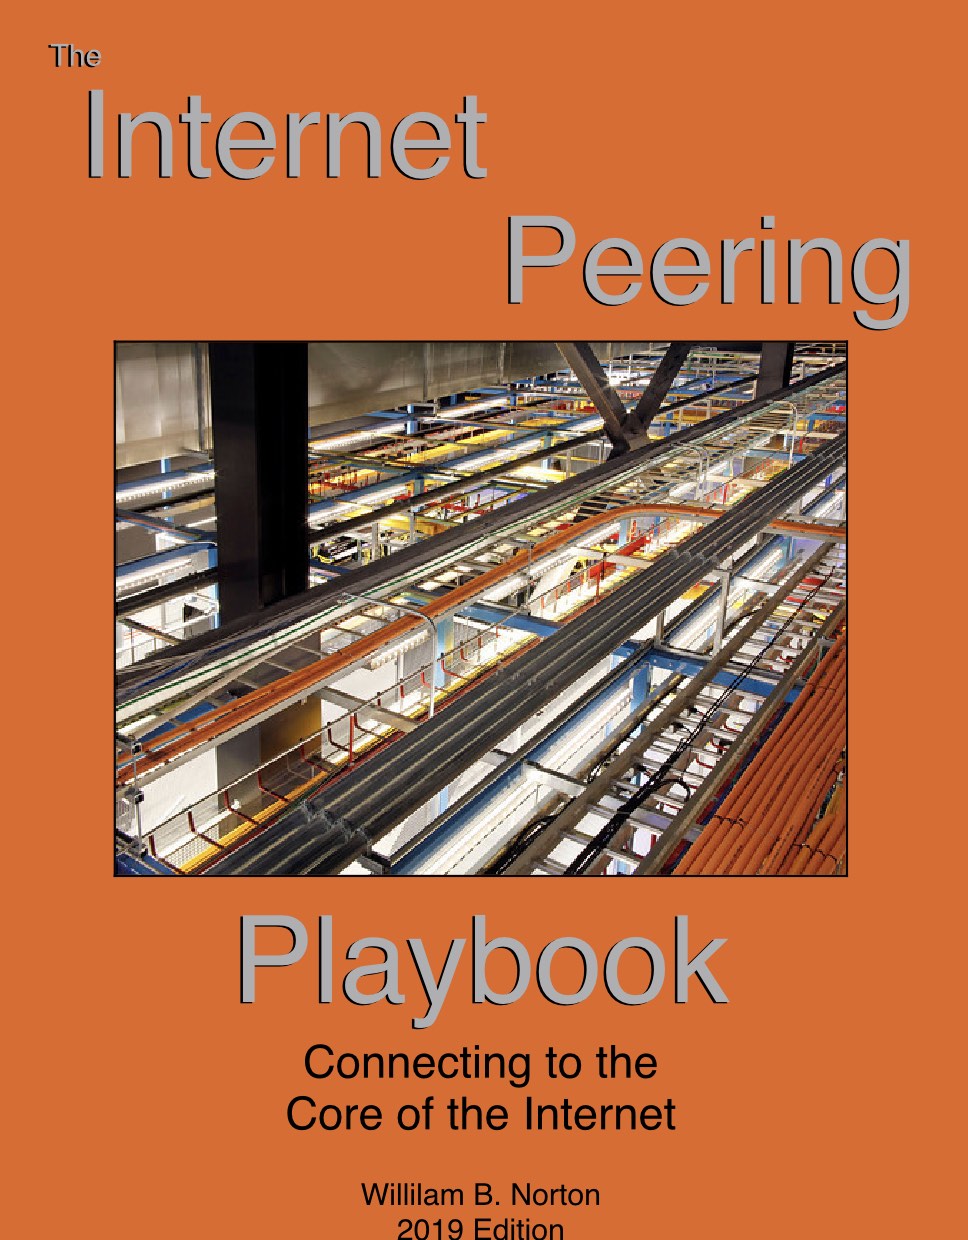 The
Internet
Peering
Playbook
Connecting to the
Core of the Internet
Willilam B. Norton
2019 Edition